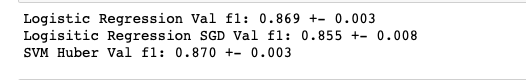 Logistic Regression Val f1: 0.869 +- 0.003
Logisitic Regression SGD Val f1: 0.855 +- 0.008
SVM Huber Val f1: 0.870 +- 0.003